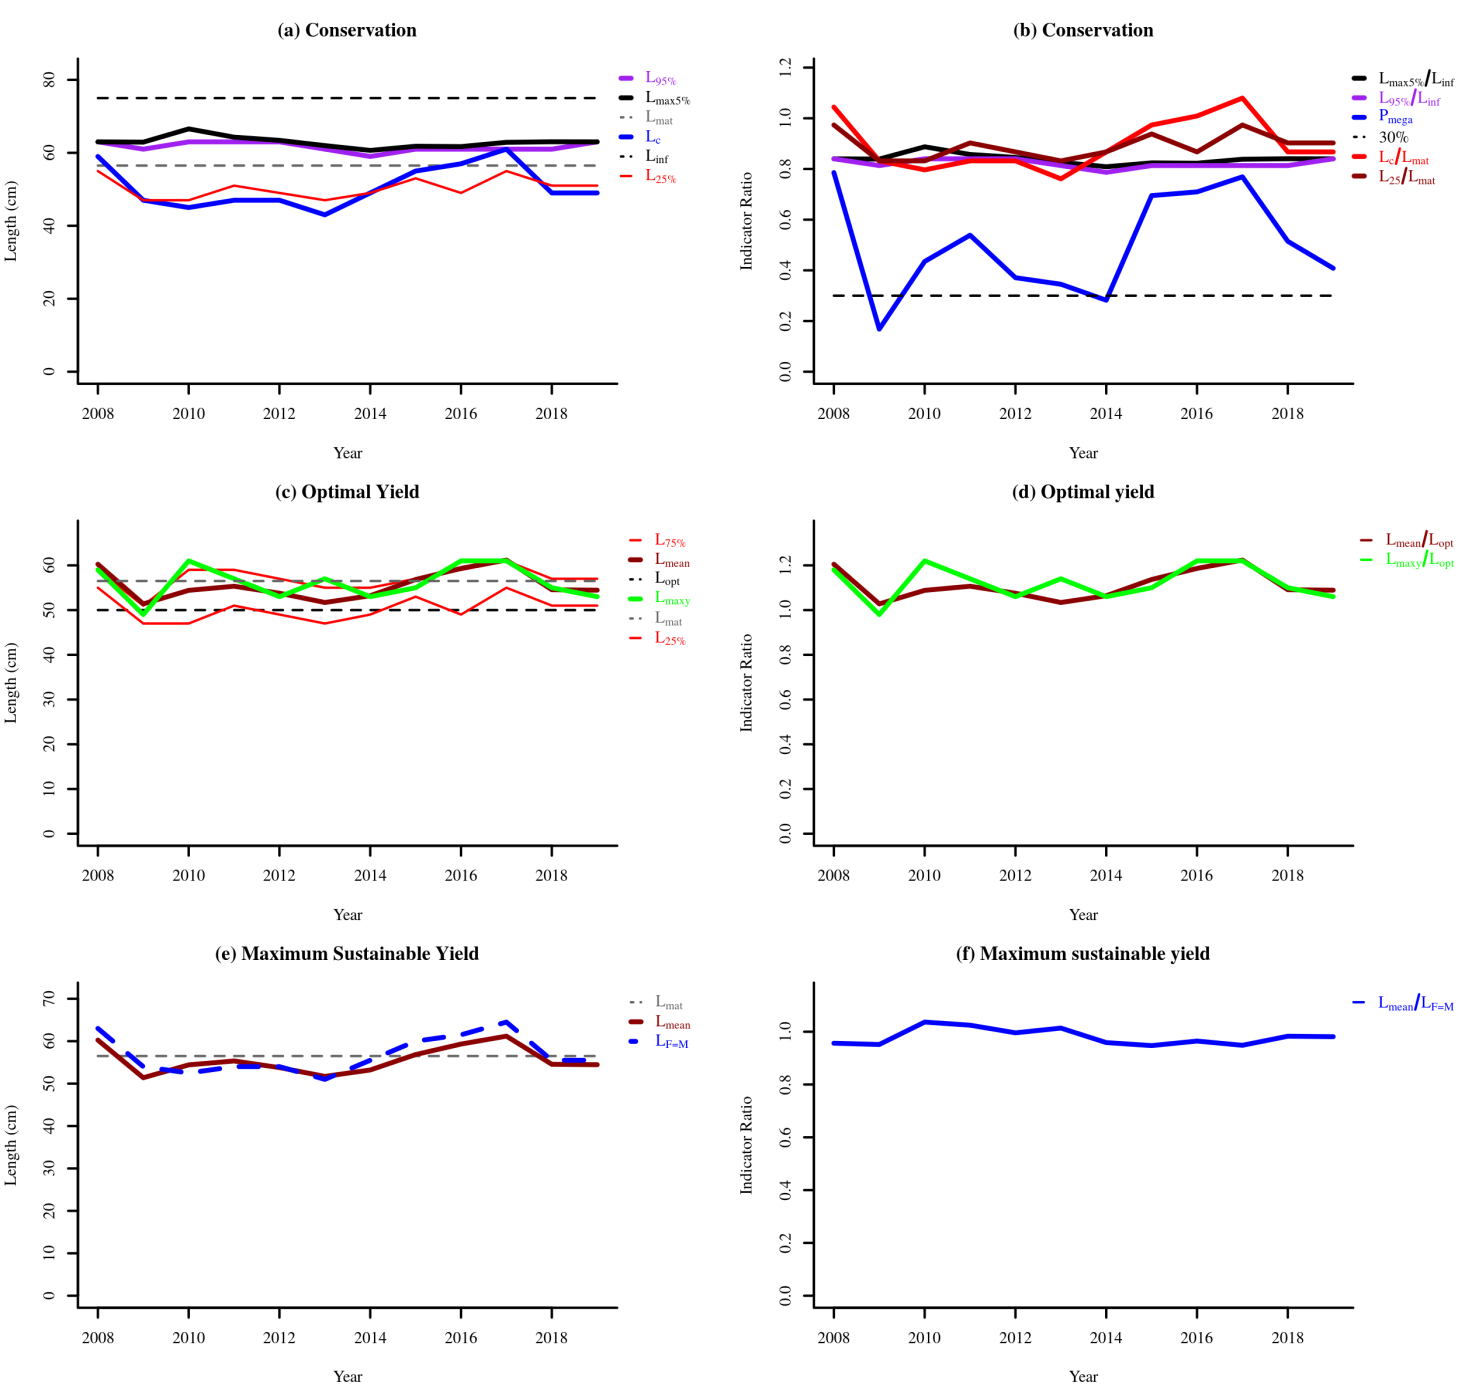 (a) Conservation
80
60
40
20
0
Length (cm)
2008 2010 2012 2014 2016 2018
Year
L95%
Lmax5%
Lmat
Lc
Linf
L25%
(b) Conservation
1.2
1.0
0.8
0.6
0.4
0.2
0.0
Indicator Ratio
2008 2010 2012 2014 2016 2018
Year
Lmax5%/Linf
L95%/Linf
Pmega
30%
Lc/Lmat
L25/Lmat
(c) Optimal Yield
60
50
40
30
20
10
0
Length (cm)
2008 2010 2012 2014 2016 2018
Year
L75%
Lmean
Lopt
Lmaxy
Lmat
L25%
(d) Optimal yield
1.2
1.0
0.8
0.6
0.4
0.2
0.0
Indicator Ratio
2008 2010 2012 2014 2016 2018
Year
Lmean/Lopt
Lmaxy/Lopt
(e) Maximum Sustainable Yield
70
60
50
40
30
20
10
0
Length (cm)
2008 2010 2012 2014 2016 2018
Year
Lmat
Lmean
LF=M
(f) Maximum sustainable yield
1.0
0.8
0.6
0.4
0.2
0.0
Indicator Ratio
2008 2010 2012 2014 2016 2018
Year
Lmean/LF=M